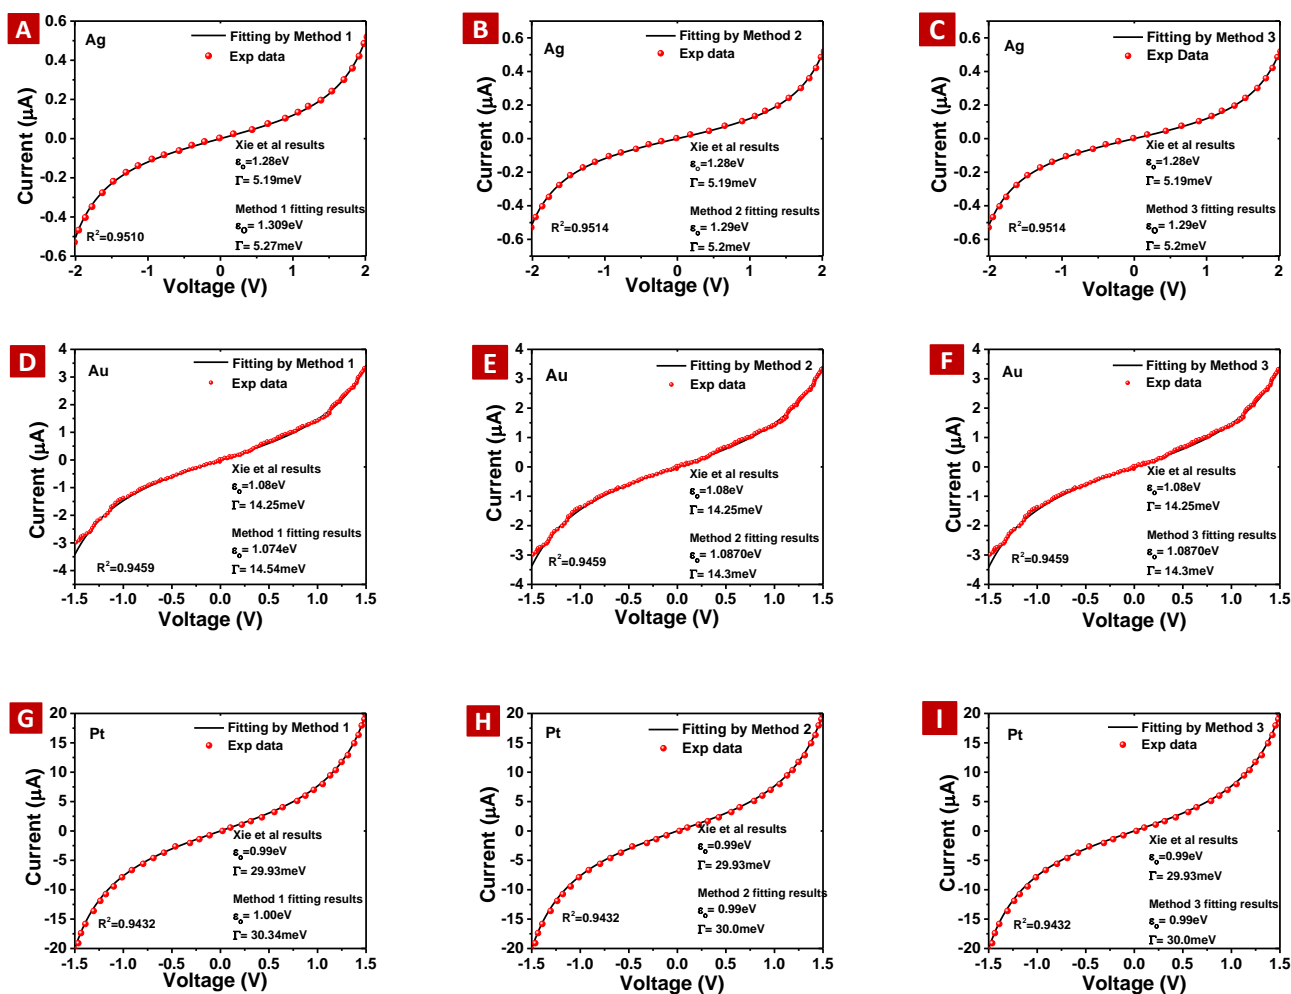 A
Ag
Fitting by Method 1
Exp data
0.6
0.4
0.2
0.0
-0.2
-0.4
-0.6
Current (μA)
Xie et al results
εo=1.28eV
Γ= 5.19meV
Method 1 fitting results
εO= 1.309eV
Γ= 5.27meV
R²=0.9510
-2 -1 0 1 2
Voltage (V)
B
Ag
Fitting by Method 2
Exp data
0.6
0.4
0.2
0.0
-0.2
-0.4
-0.6
Current (μA)
Xie et al results
εo=1.28eV
Γ= 5.19meV
Method 2 fitting results
εo= 1.29eV
Γ= 5.2meV
R²=0.9514
-2 -1 0 1 2
Voltage (V)
C
Ag
Fitting by Method 3
Exp Data
0.6
0.4
0.2
0.0
-0.2
-0.4
-0.6
Current (μA)
Xie et al results
εo=1.28eV
Γ= 5.19meV
Method 3 fitting results
εO= 1.29eV
Γ= 5.2meV
R²=0.9514
-2 -1 0 1 2
Voltage (V)
D
Au
Fitting by Method 1
Exp data
4
3
2
1
0
-1
-2
-3
-4
Current (μA)
Xie et al results
εo=1.08eV
Γ= 14.25meV
Method 1 fitting results
εo= 1.074eV
Γ= 14.54meV
R²=0.9459
-1.5 -1.0 -0.5 0.0 0.5 1.0 1.5
Voltage (V)
E
Au
Fitting by Method 2
Exp data
4
3
2
1
0
-1
-2
-3
-4
Current (μA)
Xie et al results
εo=1.08eV
Γ= 14.25meV
Method 2 fitting results
εo= 1.0870eV
Γ= 14.3meV
R²=0.9459
-1.5 -1.0 -0.5 0.0 0.5 1.0 1.5
Voltage (V)
F
Au
Fitting by Method 3
Exp data
4
3
2
1
0
-1
-2
-3
-4
Current (μA)
Xie et al results
εo=1.08eV
Γ= 14.25meV
Method 3 fitting results
εo= 1.0870eV
Γ= 14.3meV
R²=0.9459
-1.5 -1.0 -0.5 0.0 0.5 1.0 1.5
Voltage (V)
G
Pt
Fitting by Method 1
Exp data
20
15
10
5
0
-5
-10
-15
-20
Current (μA)
Xie et al results
εo=0.99eV
Γ= 29.93meV
Method 1 fitting results
εo= 1.00eV
Γ= 30.34meV
R²=0.9432
-1.5 -1.0 -0.5 0.0 0.5 1.0 1.5
Voltage (V)
H
Pt
Fitting by Method 2
Exp data
20
15
10
5
0
-5
-10
-15
-20
Current (μA)
Xie et al results
εo=0.99eV
Γ= 29.93meV
Method 2 fitting results
εo= 0.99eV
Γ= 30.0meV
R²=0.9432
-1.5 -1.0 -0.5 0.0 0.5 1.0 1.5
Voltage (V)
I
Pt
Fitting by Method 3
Exp data
20
15
10
5
0
-5
-10
-15
-20
Current (μA)
Xie et al results
εo=0.99eV
Γ= 29.93meV
Method 3 fitting results
εo= 0.99eV
Γ= 30.0meV
R²=0.9432
-1.5 -1.0 -0.5 0.0 0.5 1.0 1.5
Voltage (V)